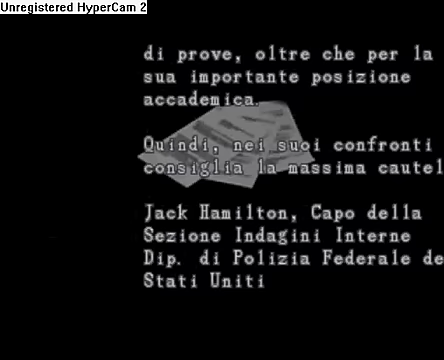 Unregistered HyperCam 2
di prove, oltre che per la
sua importante posizione
accademica.
Quindi, nei suoi confronti
consiglia la massima cautel
Jack Hamilton, Capo della
Sezione Indagini Interne
Dip. di Polizia Federale de
Stati Uniti